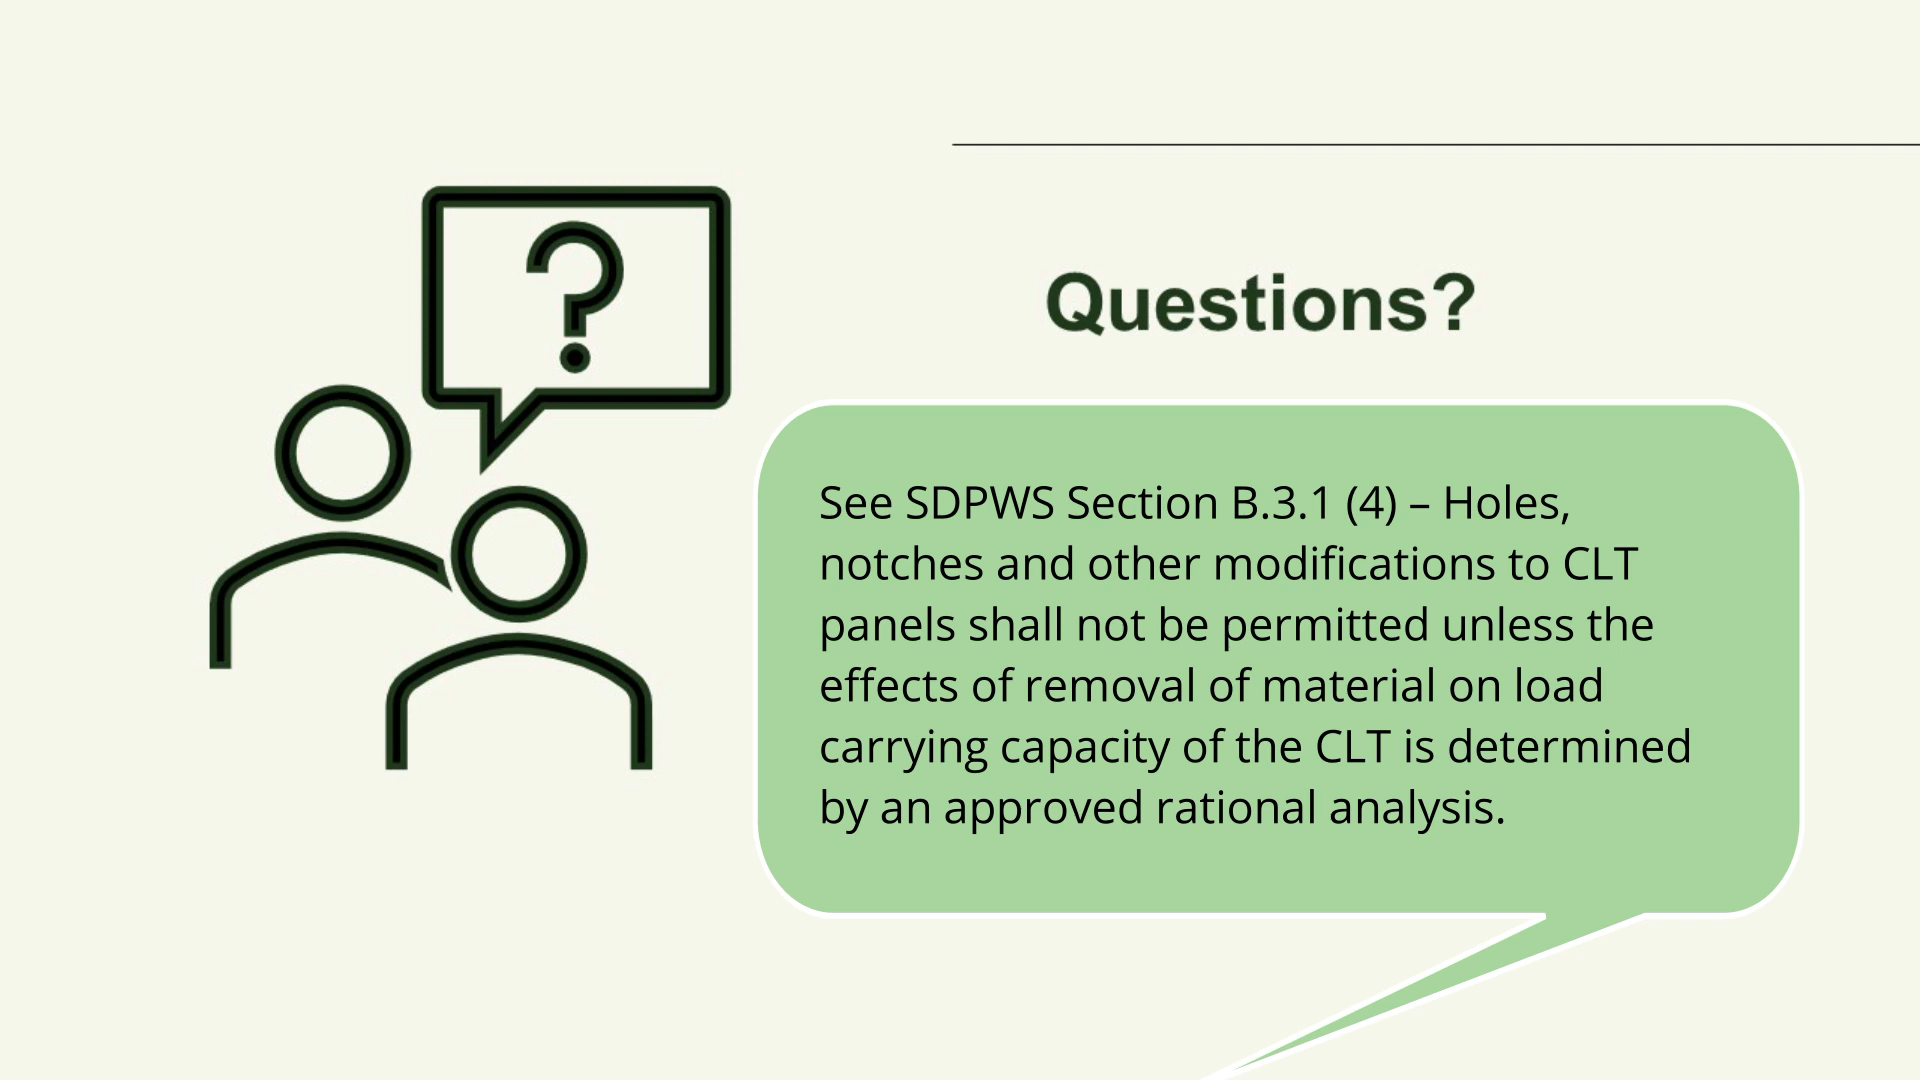 ?
Questions?
See SDPWS Section B.3.1 (4) – Holes,
notches and other modifications to CLT
panels shall not be permitted unless the
effects of removal of material on load
carrying capacity of the CLT is determined
by an approved rational analysis.